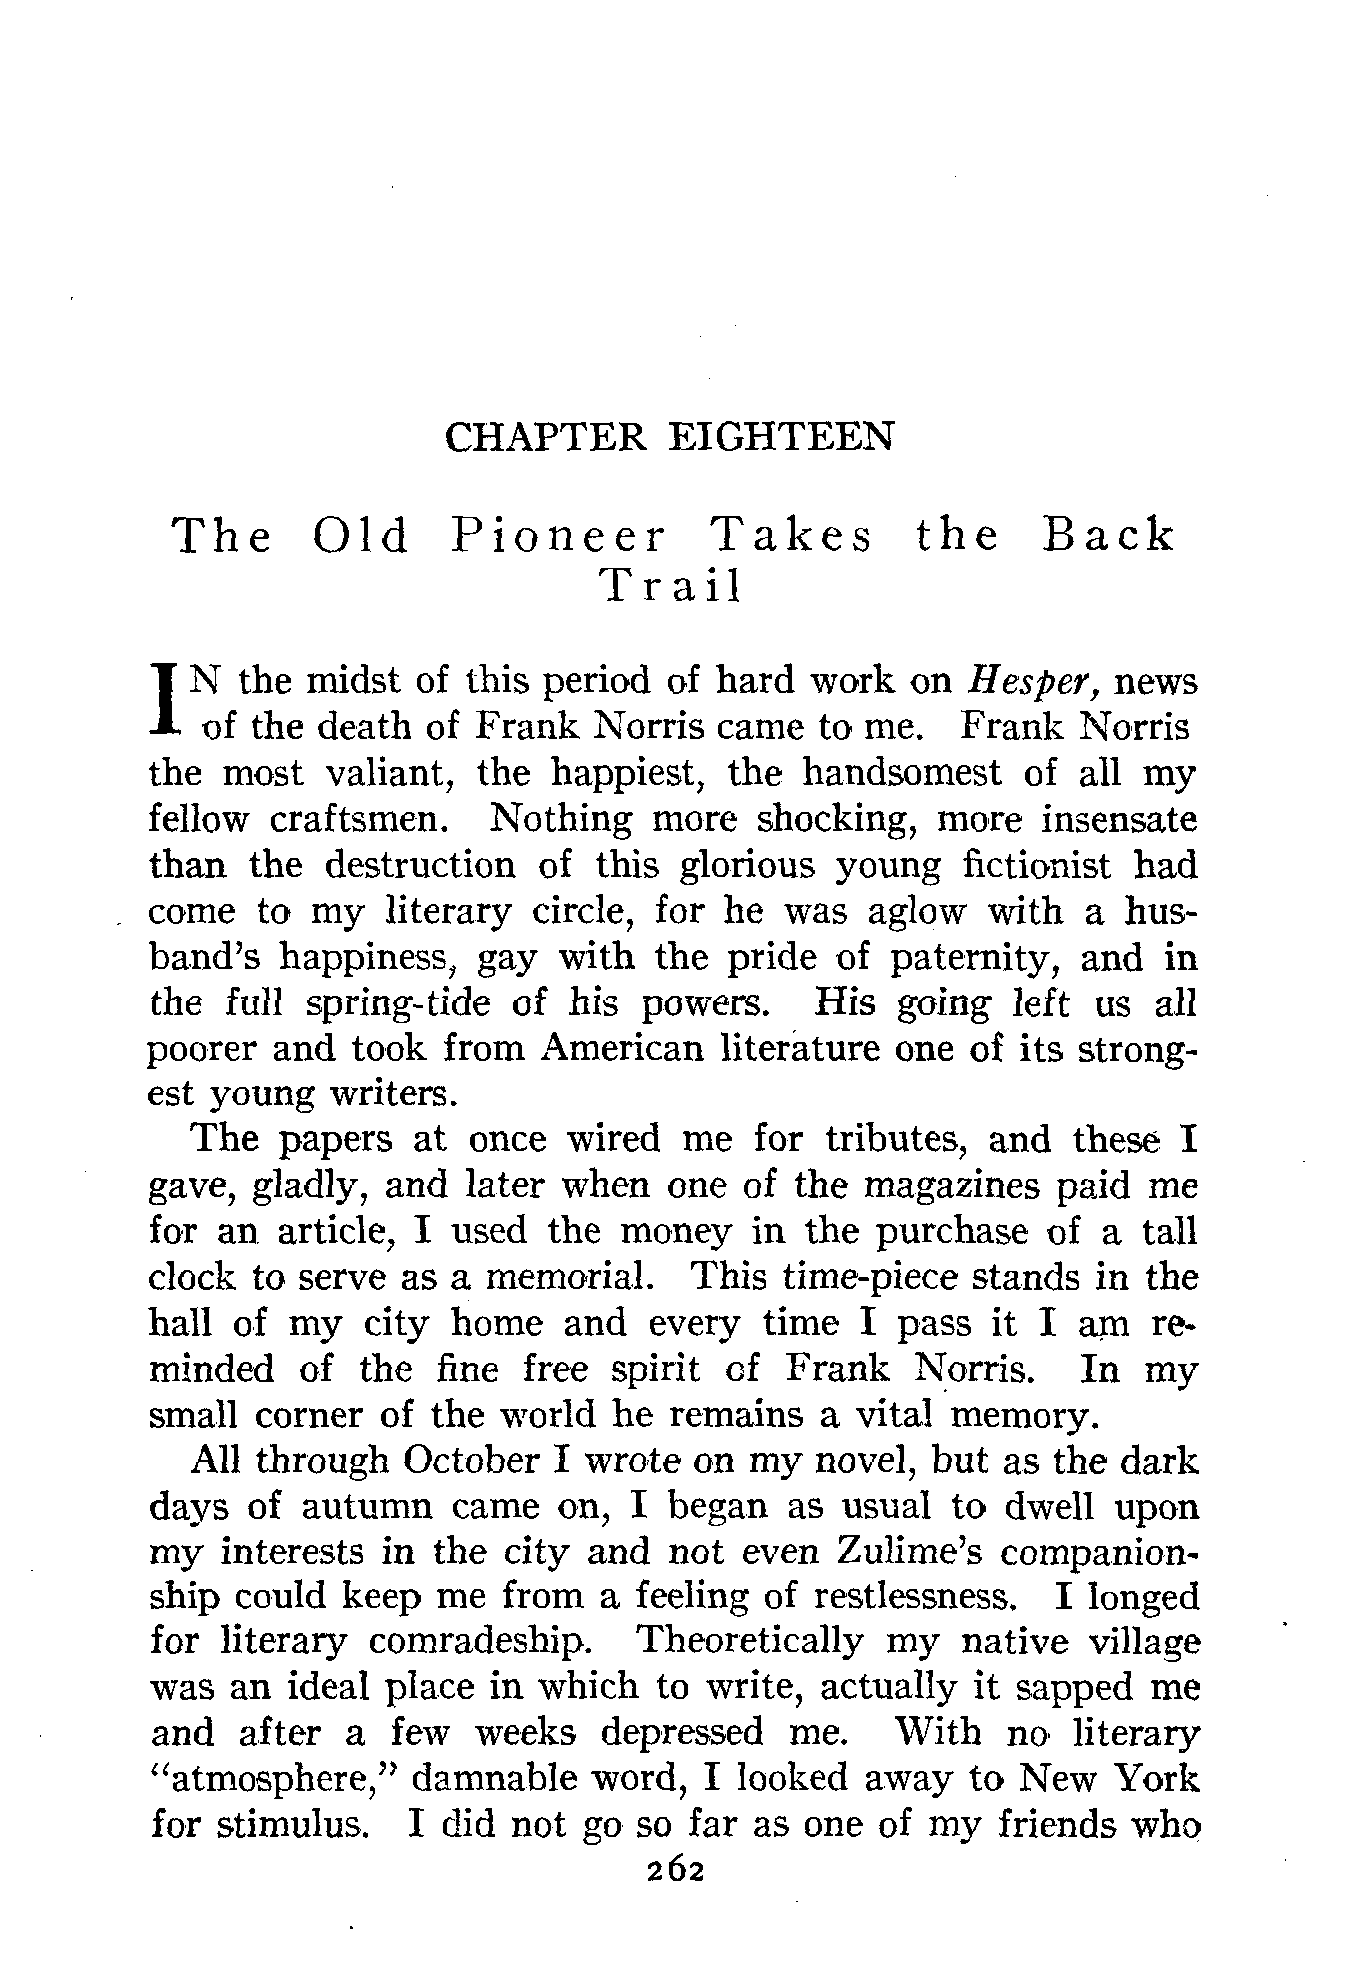 CHAPTER EIGHTEEN
The Old Pioneer Takes the Back
Trail
IN the midst of this period of hard work on Hesper, news
of the death of Frank Norris came to me. Frank Norris
the most valiant, the happiest, the handsomest of all my
fellow craftsmen. Nothing more shocking, more insensate
than the destruction of this glorious young fictionist had
come to my literary circle, for he was aglow with a hus-
band's happiness, gay with the pride of paternity, and in
the full spring-tide of his powers. His going left us all
poorer and took from American literature one of its strong-
est young writers.
The papers at once wired me for tributes, and these I
gave, gladly, and later when one of the magazines paid me
for an article, I used the money in the purchase of a tall
clock to serve as a memorial. This time-piece stands in the
hall of my city home and every time I pass it I am re-
minded of the fine free spirit of Frank Norris. In my
small corner of the world he remains a vital memory.
All through October I wrote on my novel, but as the dark
days of autumn came on, I began as usual to dwell upon
my interests in the city and not even Zulime's companion-
ship could keep me from a feeling of restlessness. I longed
for literary comradeship. Theoretically my native village
was an ideal place in which to write, actually it sapped me
and after a few weeks depressed me. With no literary
"atmosphere," damnable word, I looked away to New York
for stimulus. I did not go so far as one of my friends who
262